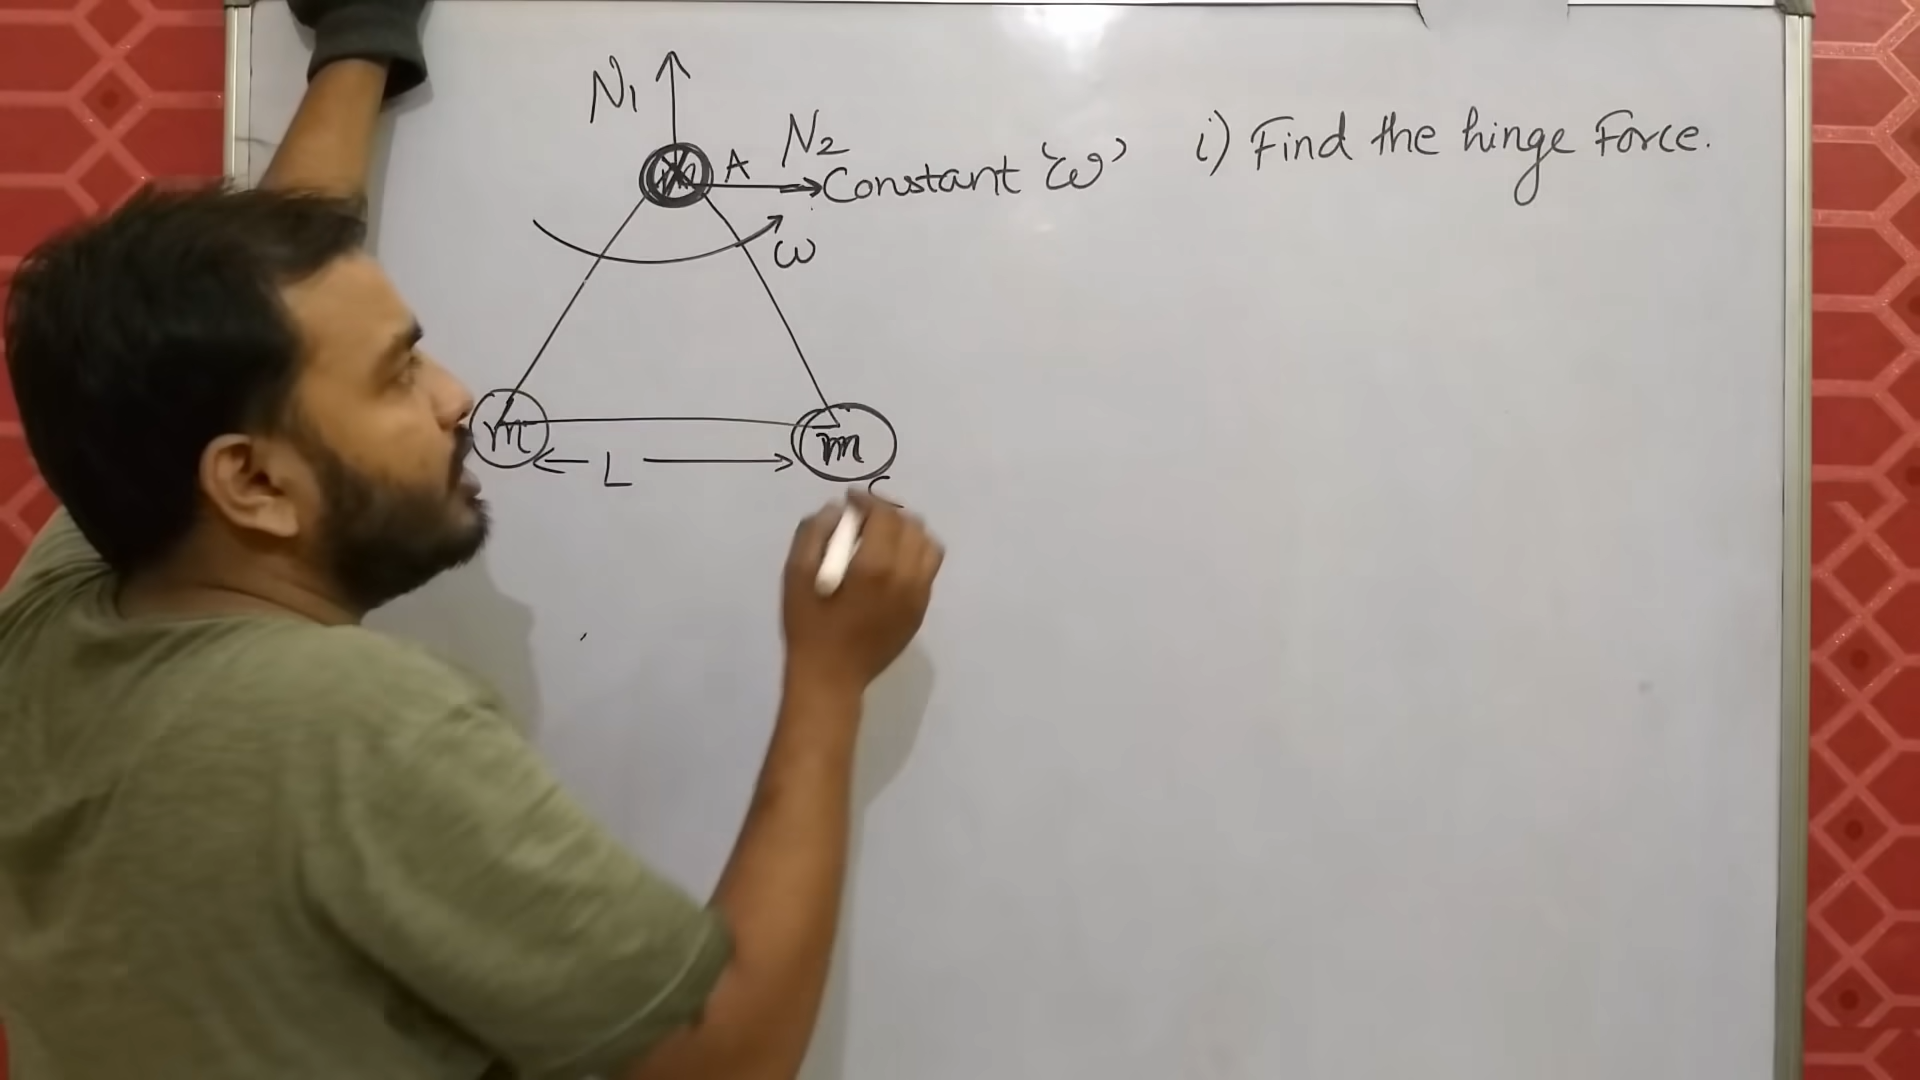 N1
N2
m A
Constant 'ω'
ω
i) Find the hinge Force.
m
m
L
C